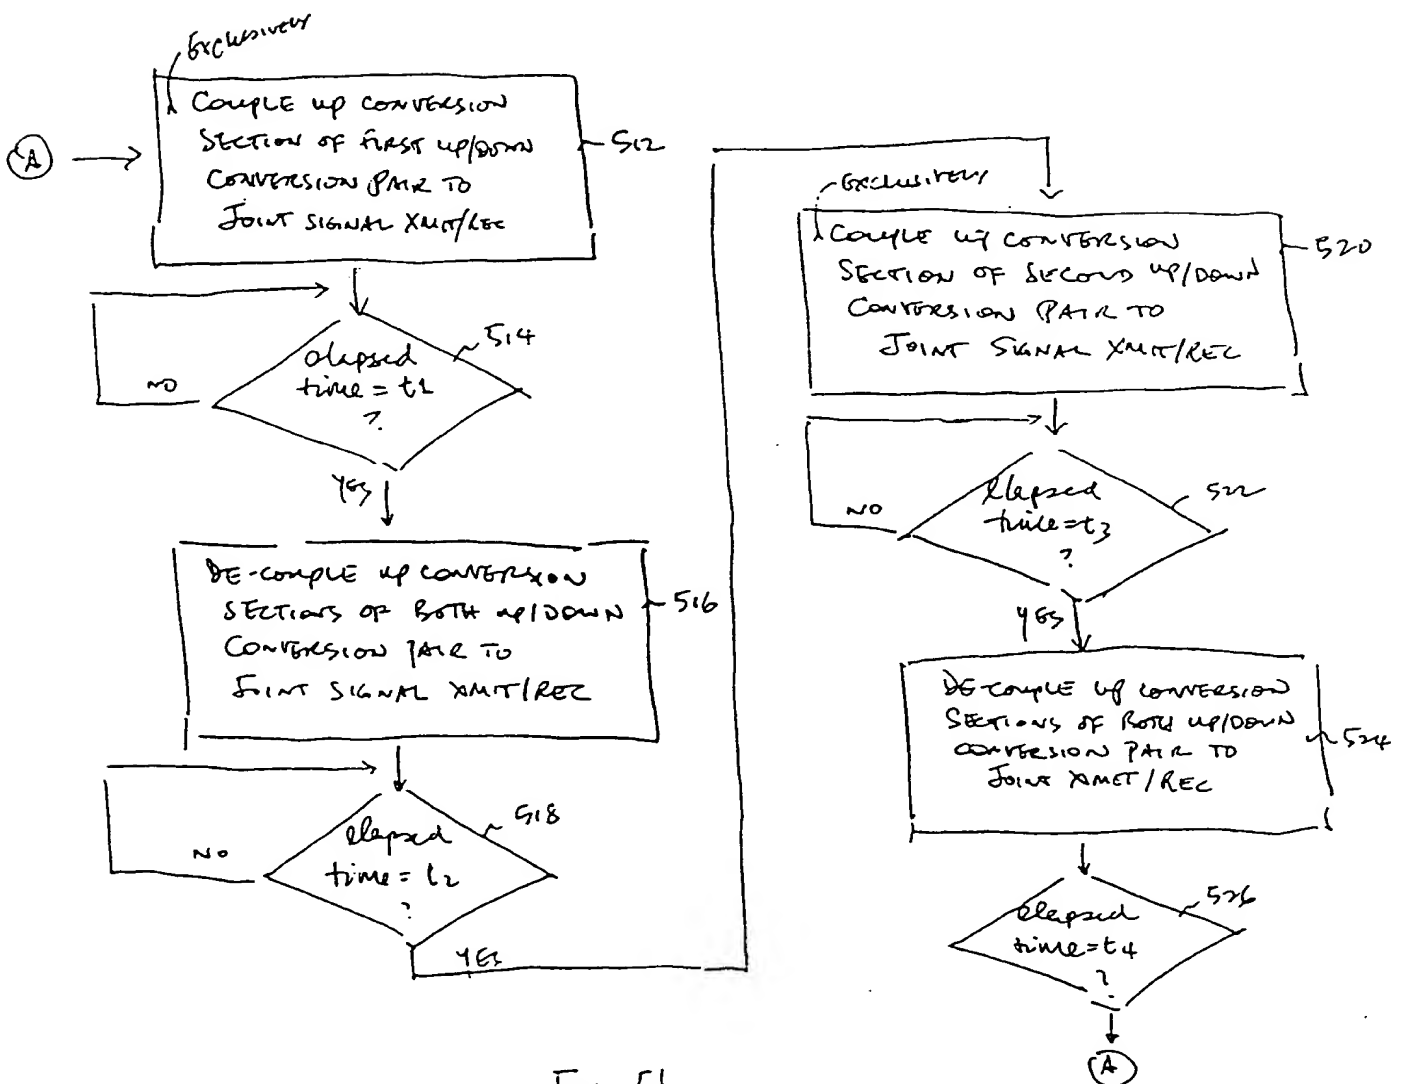 Exclusively
A
COUPLE UP CONVERSION
SECTION OF FIRST UP/DOWN
CONVERSION PAIR TO
JOINT SIGNAL XMIT/REC
512
elapsed
time = t1
?
514
NO
YES
DE-COUPLE UP CONVERSION
SECTIONS OF BOTH UP/DOWN
CONVERSION PAIR TO
JOINT SIGNAL XMIT/REC
516
elapsed
time = t2
?
518
NO
YES
EXCLUSIVELY
COUPLE UP CONVERSION
SECTION OF SECOND UP/DOWN
CONVERSION PAIR TO
JOINT SIGNAL XMIT/REC
520
elapsed
time=t3
?
522
NO
YES
DE-COUPLE UP CONVERSION
SECTIONS OF BOTH UP/DOWN
CONVERSION PAIR TO
JOINT XMET/REC
524
elapsed
time=t4
?
526
A